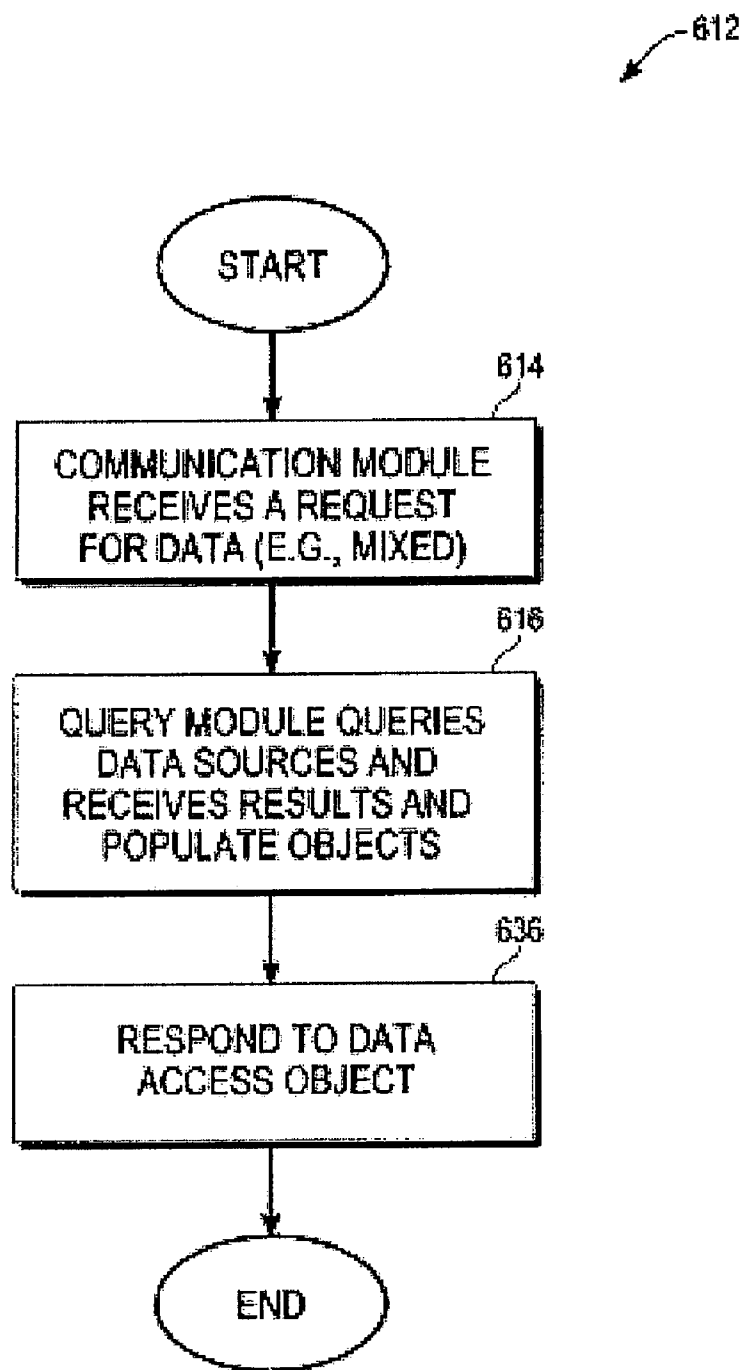 612
START
614
COMMUNICATION MODULE
RECEIVES A REQUEST
FOR DATA (E.G., MIXED)
616
QUERY MODULE QUERIES
DATA SOURCES AND
RECEIVES RESULTS AND
POPULATE OBJECTS
636
RESPOND TO DATA
ACCESS OBJECT
END